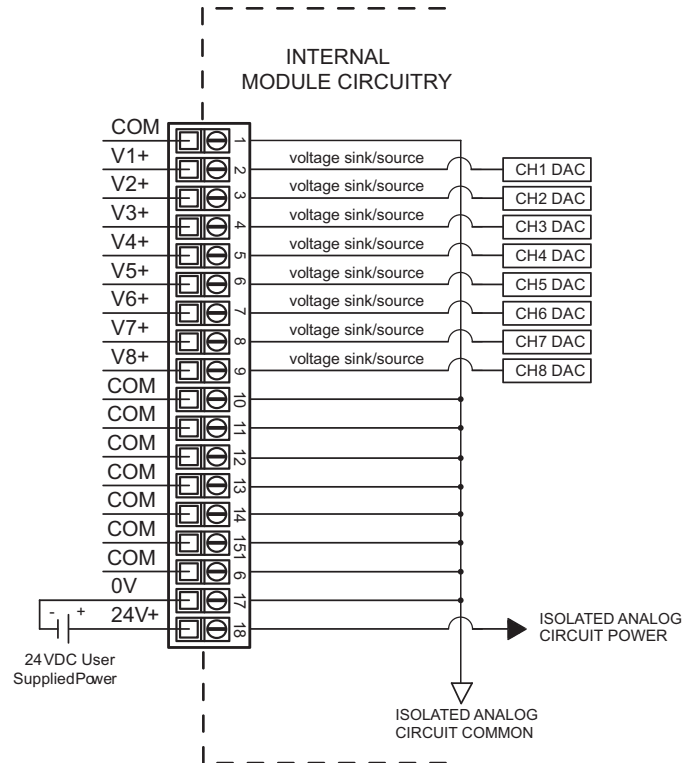 INTERNAL
MODULE CIRCUITRY
COM
1
V1+
2
voltage sink/source
CH1 DAC
V2+
3
voltage sink/source
CH2 DAC
V3+
4
voltage sink/source
CH3 DAC
V4+
5
voltage sink/source
CH4 DAC
V5+
6
voltage sink/source
CH5 DAC
V6+
7
voltage sink/source
CH6 DAC
V7+
8
voltage sink/source
CH7 DAC
V8+
9
voltage sink/source
CH8 DAC
COM
10
COM
11
COM
12
COM
13
COM
14
COM
151
COM
6
0V
17
- +
24V+
18
ISOLATED ANALOG
CIRCUIT POWER
24VDC User
SuppliedPower
ISOLATED ANALOG
CIRCUIT COMMON